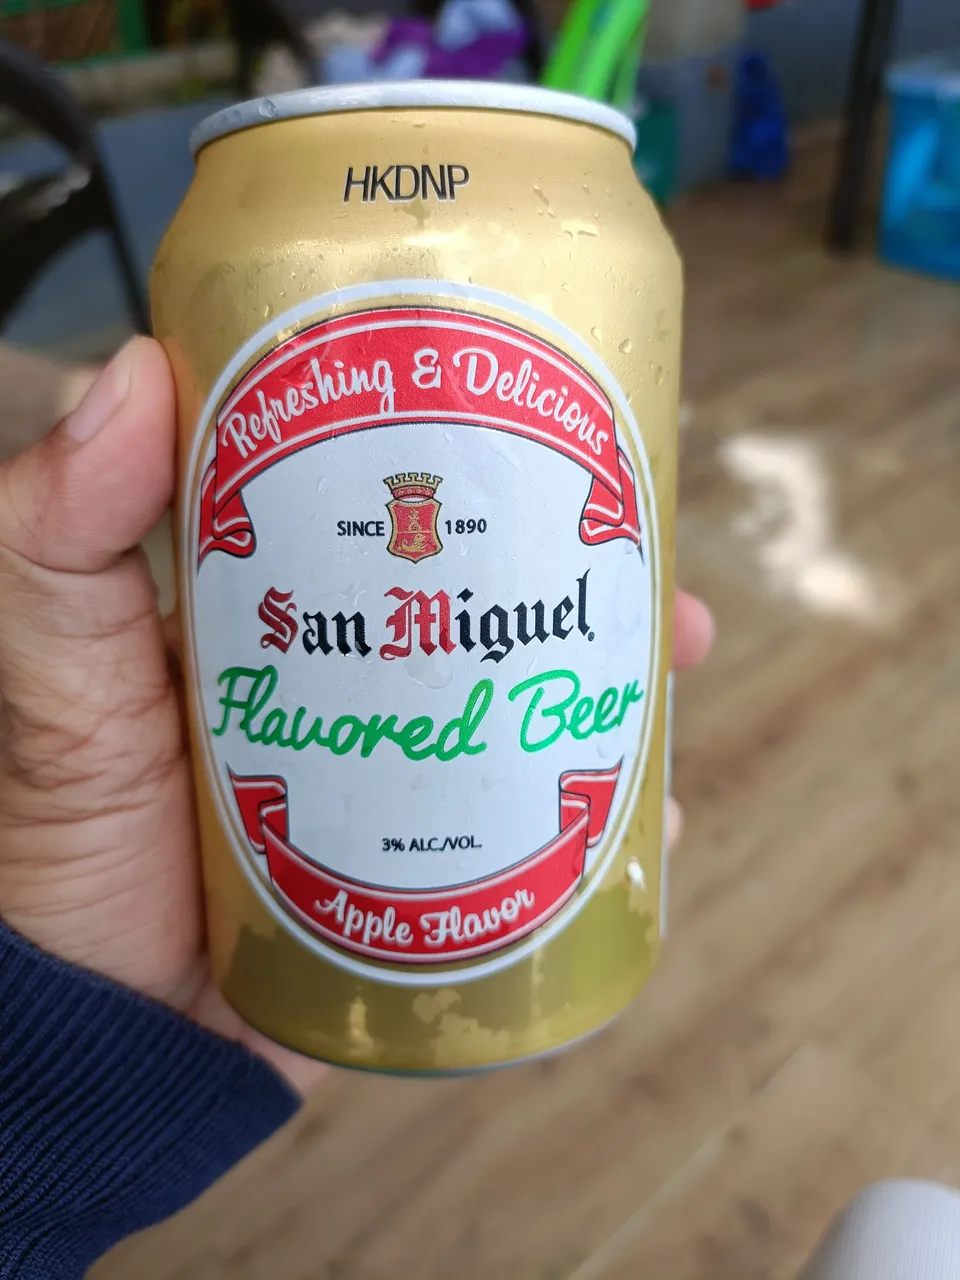 HKDNP
Refreshing & Delicious
SINCE 1890
San Miguel
Flavored Beer
3% ALC./VOL.
Apple Flavor